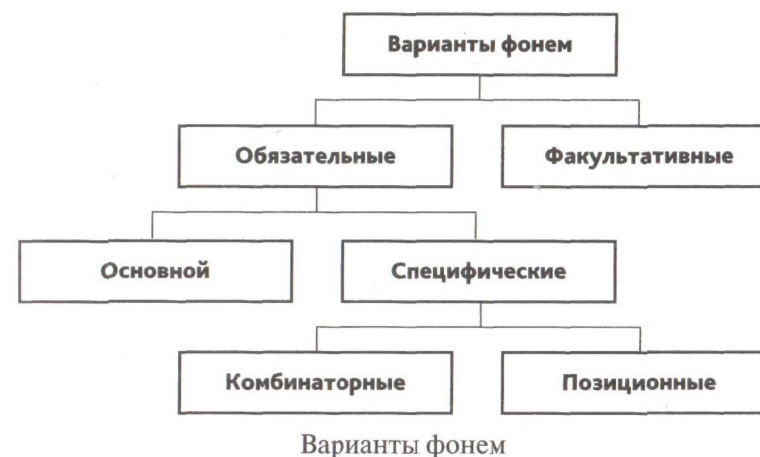 Варианты фонем
Обязательные
Факультативные
Основной
Специфические
Комбинаторные
Позиционные
Варианты фонем